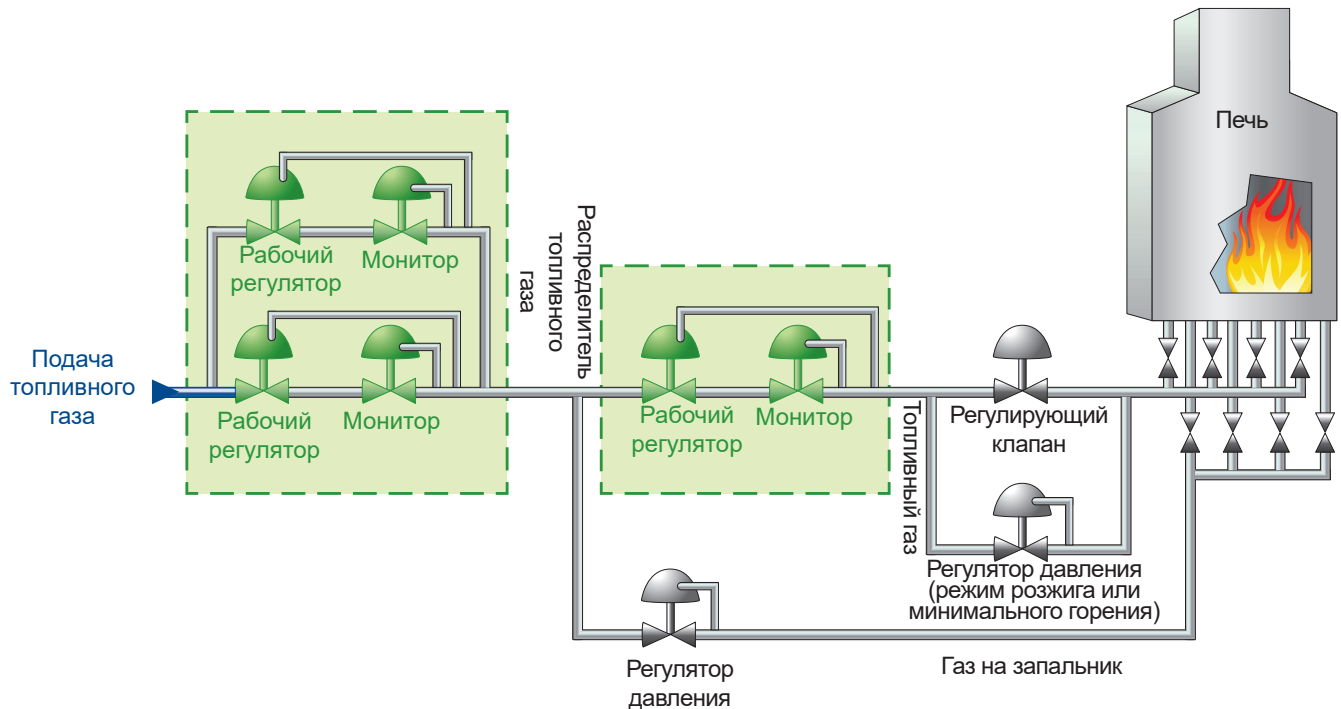 Печь
Рабочий
регулятор
Монитор
Распределитель
топливного
газа
Подача
топливного
газа
Рабочий
регулятор
Монитор
Рабочий
регулятор
Монитор
Топливный газ
Регулирующий
клапан
Регулятор давления
(режим розжига или
минимального горения)
Регулятор
давления
Газ на запальник